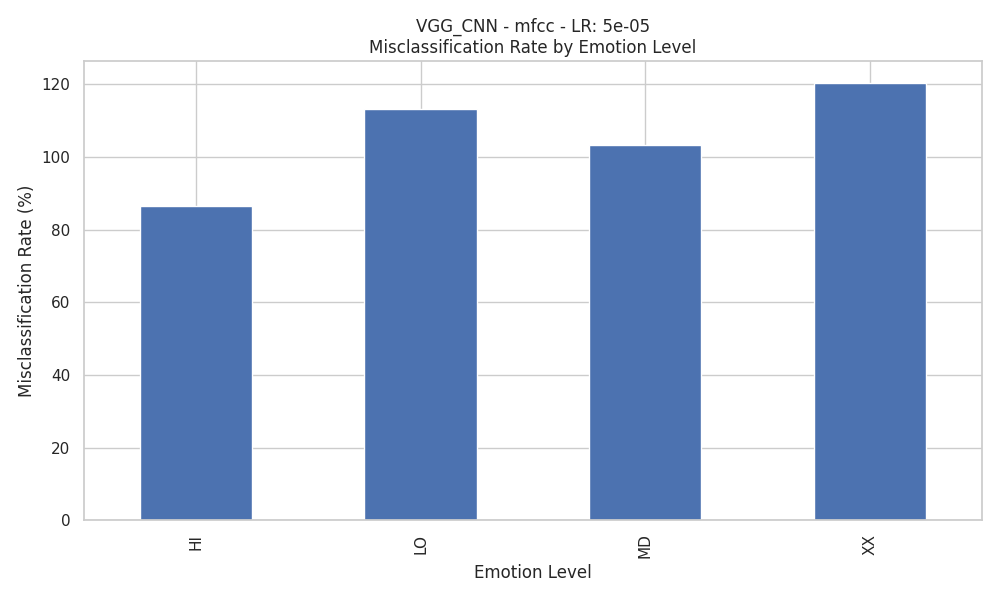 VGG_CNN - mfcc - LR: 5e-05
Misclassification Rate by Emotion Level
120
100
80
60
40
20
0
Misclassification Rate (%)
HI
LO
MD
XX
Emotion Level